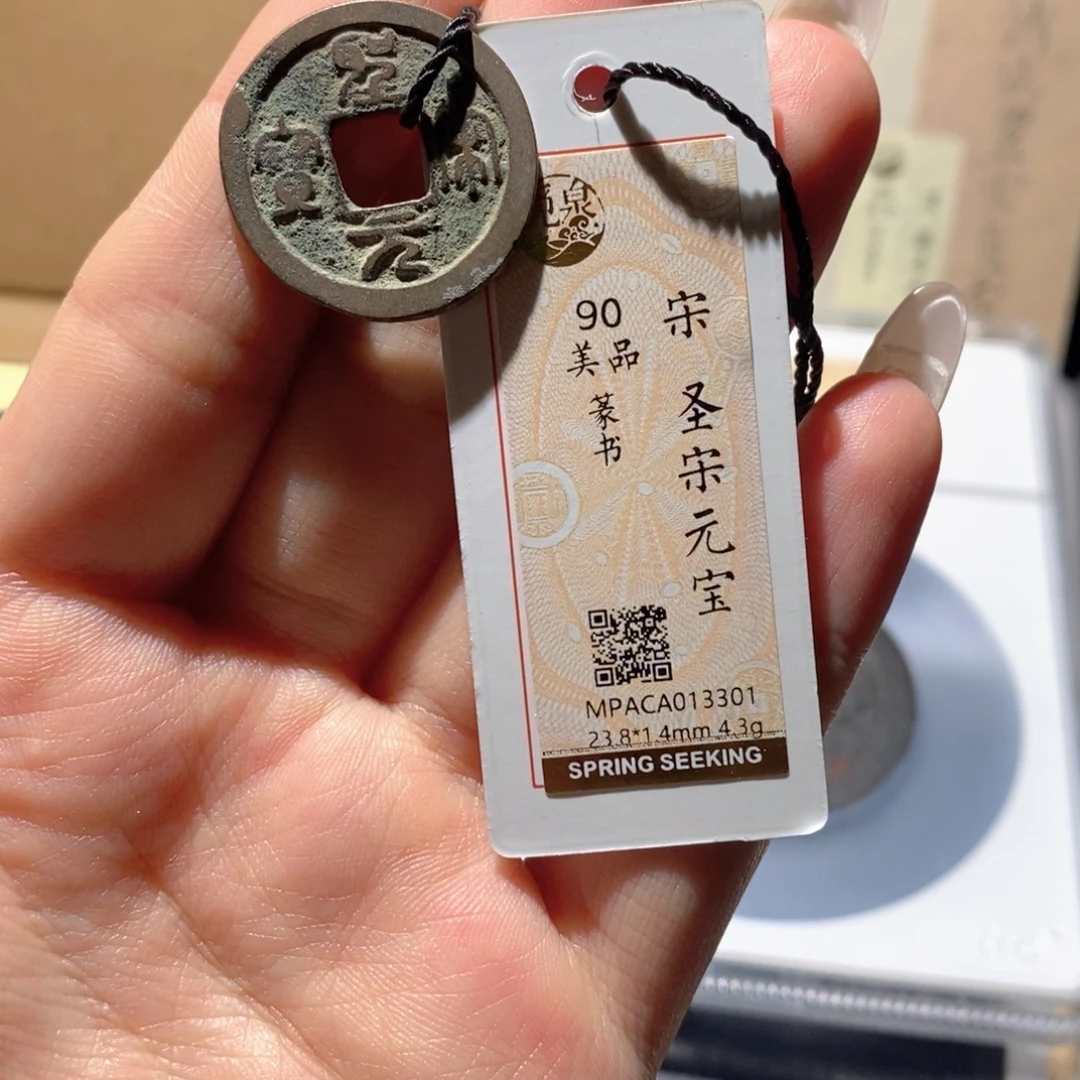 聖宋元寶
泉
宋 圣宋元宝
90
美品
篆书
MPACA013301
23.8*1.4mm 4.3g
SPRING SEEKING